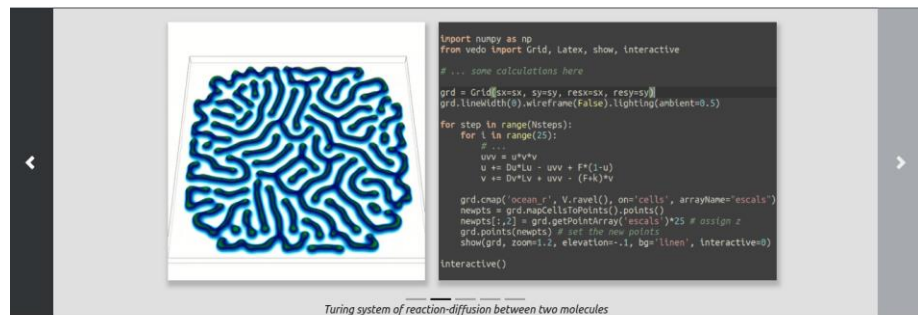 import numpy as np
from vedo import Grid, Latex, show, interactive
# ... some calculations here
grd = Grid(sx=sx, sy=sy, resx=sx, resy=sy)
grd.lineWidth(0).wireframe(False).lighting(ambient=0.5)
for step in range(Nsteps):
for i in range(25):
# ...
uvv = u*v*v
u += Du*Lu - uvv + F*(1-u)
v += Dv*Lv + uvv - (F+k)*v
grd.cmap('ocean_r', V.ravel(), on="cells", arrayName="escals")
newpts = grd.mapCellsToPoints().points()
newpts[:,2] = grd.getPointArray('escals')*25 # assign z
grd.points(newpts) # set the new points
show(grd, zoom=1.2, elevation=-.1, bg='linen', interactive=0)
interactive()
Turing system of reaction-diffusion between two molecules